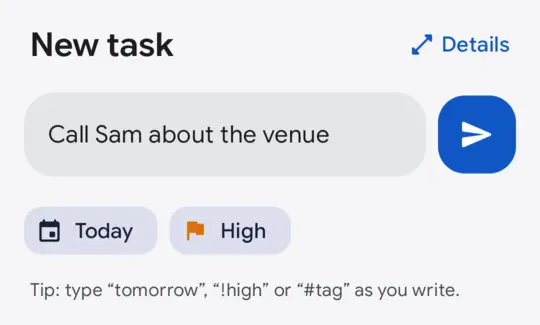 New task
Details
Call Sam about the venue
Today
High
Tip: type “tomorrow”, “!high” or “#tag” as you write.